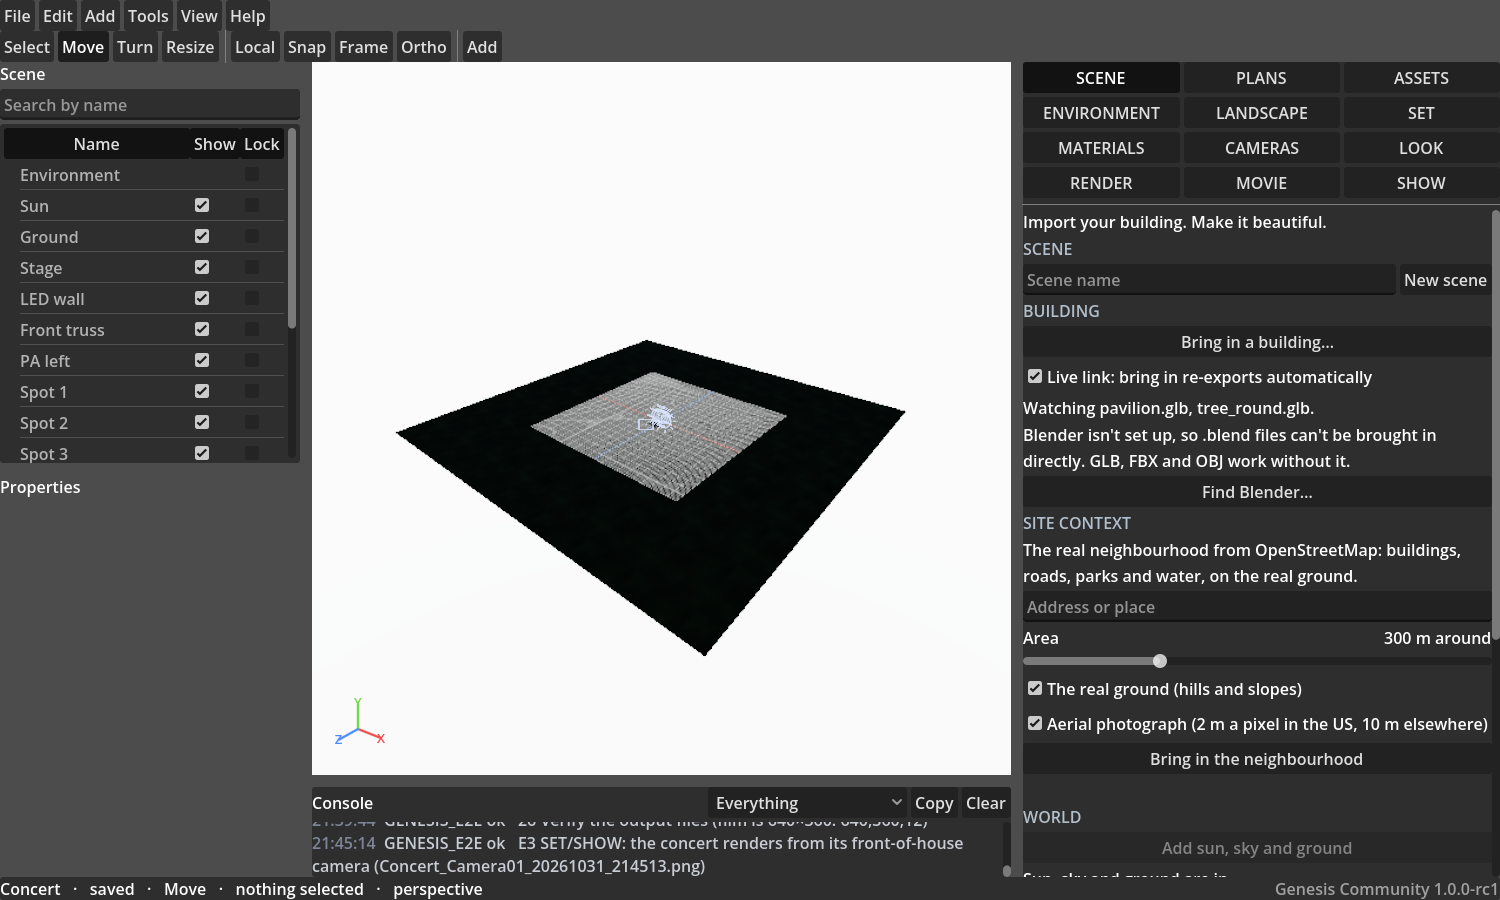 File Edit Add Tools View Help
Select Move Turn Resize Local Snap Frame Ortho Add
Scene
Search by name
Name Show Lock
Environment
Sun
Ground
Stage
LED wall
Front truss
PA left
Spot 1
Spot 2
Spot 3
Properties
Y
Z X
Console Everything Copy Clear
21:45:14 GENESIS_E2E ok E3 SET/SHOW: the concert renders from its front-of-house
camera (Concert_Camera01_20261031_214513.png)
SCENE PLANS ASSETS
ENVIRONMENT LANDSCAPE SET
MATERIALS CAMERAS LOOK
RENDER MOVIE SHOW
Import your building. Make it beautiful.
SCENE
Scene name New scene
BUILDING
Bring in a building...
Live link: bring in re-exports automatically
Watching pavilion.glb, tree_round.glb.
Blender isn't set up, so .blend files can't be brought in
directly. GLB, FBX and OBJ work without it.
Find Blender...
SITE CONTEXT
The real neighbourhood from OpenStreetMap: buildings,
roads, parks and water, on the real ground.
Address or place
Area 300 m around
The real ground (hills and slopes)
Aerial photograph (2 m a pixel in the US, 10 m elsewhere)
Bring in the neighbourhood
WORLD
Add sun, sky and ground
Sun, sky and ground are in
Concert · saved · Move · nothing selected · perspective
Genesis Community 1.0.0-rc1